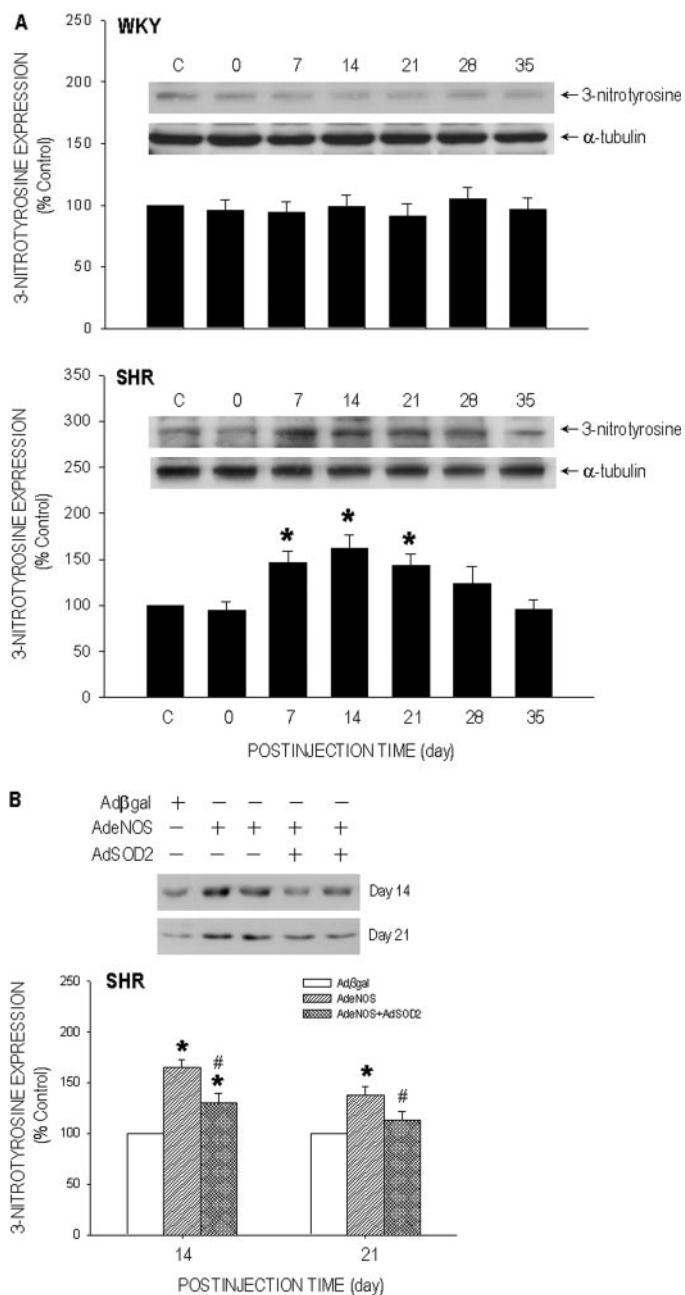 A
WKY
C 0 7 14 21 28 35
← 3-nitrotyrosine
← α-tubulin
3-NITROTYROSINE EXPRESSION
(% Control)
250
200
150
100
50
0
SHR
C 0 7 14 21 28 35
← 3-nitrotyrosine
← α-tubulin
3-NITROTYROSINE EXPRESSION
(% Control)
350
300
250
200
150
100
50
0
* * *
C 0 7 14 21 28 35
POSTINJECTION TIME (day)
B
Adβgal + − − − −
AdeNOS − + + + +
AdSOD2 − − − + +
Day 14
Day 21
SHR
Adβgal
AdeNOS
AdeNOS+AdSOD2
3-NITROTYROSINE EXPRESSION
(% Control)
250
200
150
100
50
0
* # * * #
14 21
POSTINJECTION TIME (day)